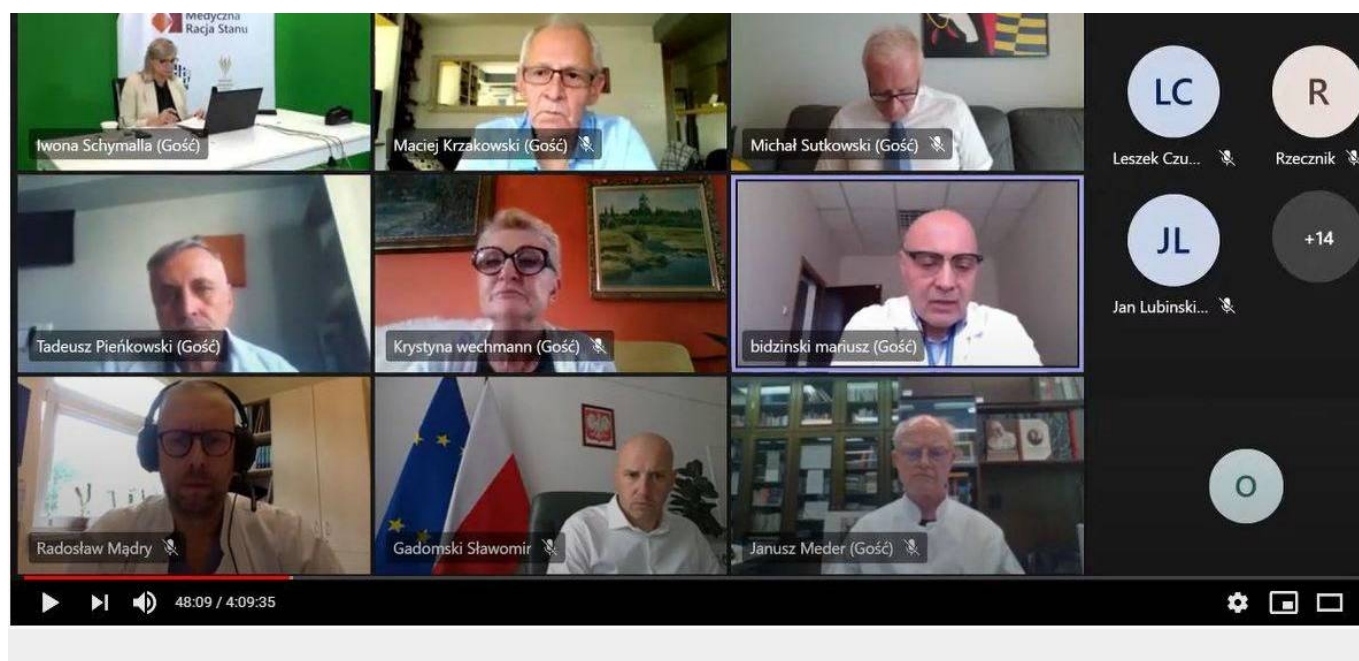 Medyczna
Racja Stanu
Iwona Schymalla (Gość)
Maciej Krzakowski (Gość)
Michał Sutkowski (Gość)
LC
Leszek Czu...
R
Rzecznik
Tadeusz Pieńkowski (Gość)
Krystyna wechmann (Gość)
bidzinski mariusz (Gość)
JL
Jan Lubinski...
+14
Radosław Mądry
Gadomski Sławomir
Janusz Meder (Gość)
O
48:09 / 4:09:35